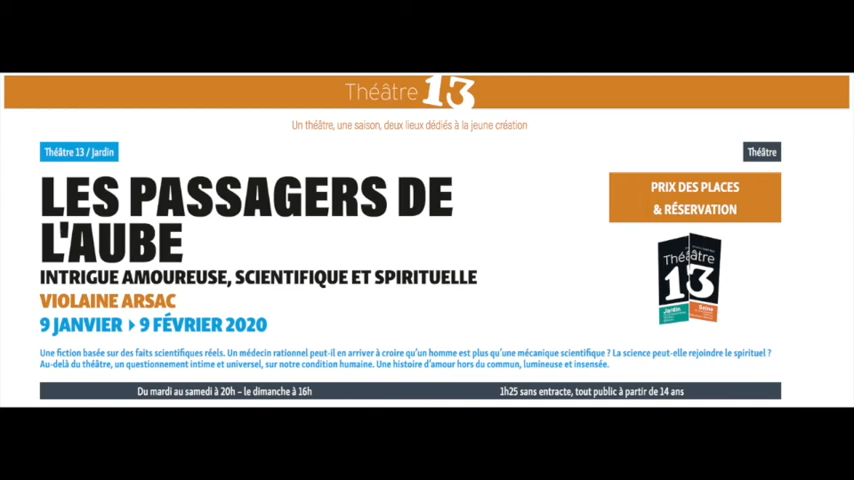 Théâtre 13
Un théâtre, une saison, deux lieux dédiés à la jeune création
Théâtre 13 / Jardin
Théâtre
LES PASSAGERS DE
L'AUBE
INTRIGUE AMOUREUSE, SCIENTIFIQUE ET SPIRITUELLE
VIOLAINE ARSAC
9 JANVIER ▸ 9 FÉVRIER 2020
PRIX DES PLACES
& RÉSERVATION
Théâtre
13
Jardin
Seine
Une fiction basée sur des faits scientifiques réels. Un médecin rationnel peut-il en arriver à croire qu'un homme est plus qu'une mécanique scientifique ? La science peut-elle rejoindre le spirituel ?
Au-delà du théâtre, un questionnement intime et universel, sur notre condition humaine. Une histoire d'amour hors du commun, lumineuse et insensée.
Du mardi au samedi à 20h – le dimanche à 16h
1h25 sans entracte, tout public à partir de 14 ans